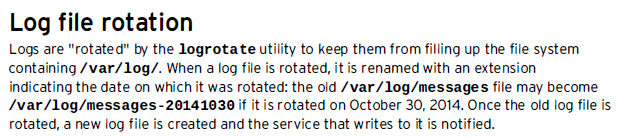 Log file rotation
Logs are "rotated" by the logrotate utility to keep them from filling up the file system
containing /var/log/. When a log file is rotated, it is renamed with an extension
indicating the date on which it was rotated: the old /var/log/messages file may become
/var/log/messages-20141030 if it is rotated on October 30, 2014. Once the old log file is
rotated, a new log file is created and the service that writes to it is notified.